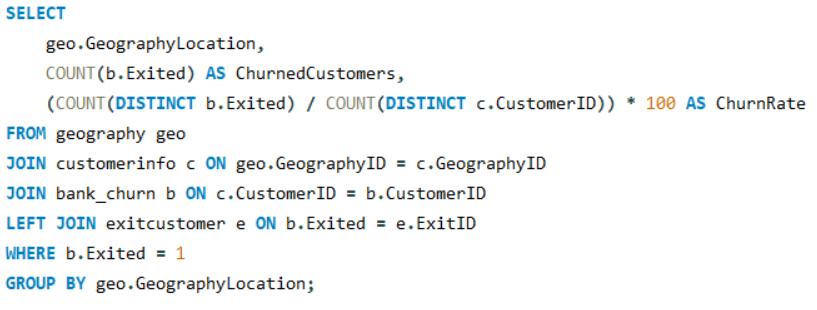 SELECT
geo.GeographyLocation,
COUNT(b.Exited) AS ChurnedCustomers,
(COUNT(DISTINCT b.Exited) / COUNT(DISTINCT c.CustomerID)) * 100 AS ChurnRate
FROM geography geo
JOIN customerinfo c ON geo.GeographyID = c.GeographyID
JOIN bank_churn b ON c.CustomerID = b.CustomerID
LEFT JOIN exitcustomer e ON b.Exited = e.ExitID
WHERE b.Exited = 1
GROUP BY geo.GeographyLocation;